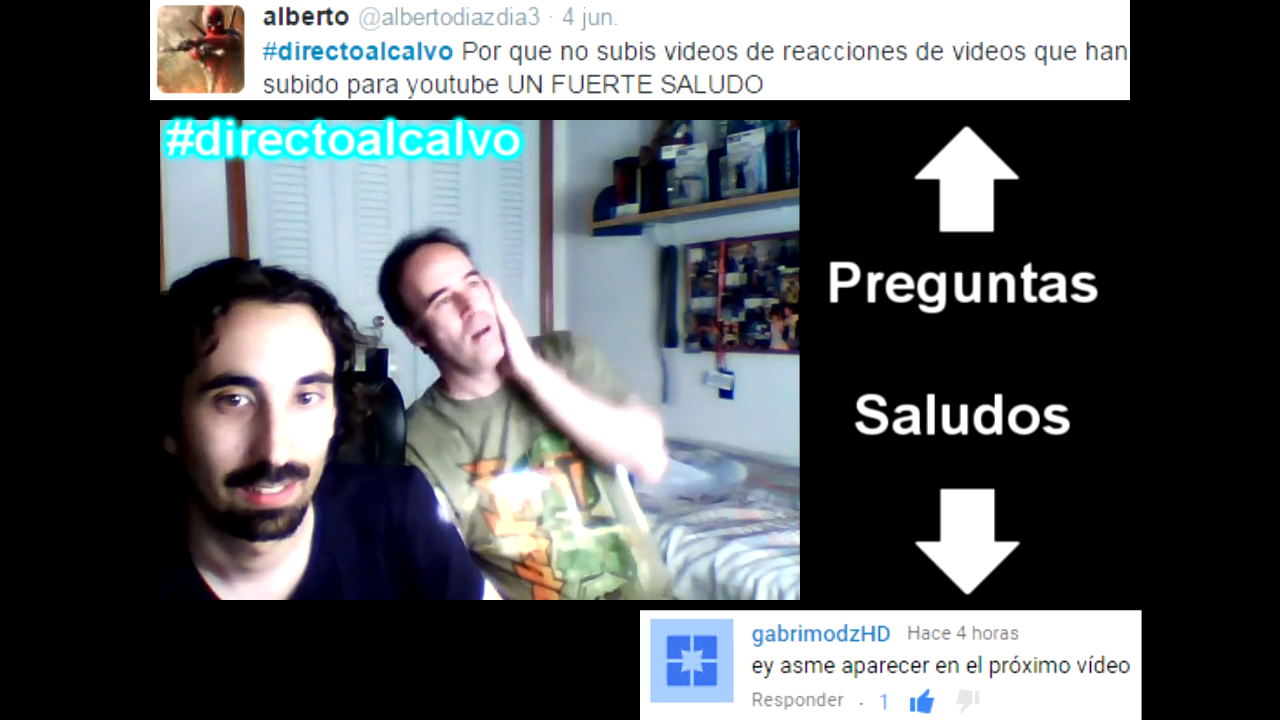 alberto @albertodiazdia3 · 4 jun.
#directoalcalvo Por que no subis videos de reacciones de videos que han
subido para youtube UN FUERTE SALUDO
#directoalcalvo
Preguntas
Saludos
gabrimodzHD Hace 4 horas
ey asme aparecer en el próximo vídeo
Responder · 1